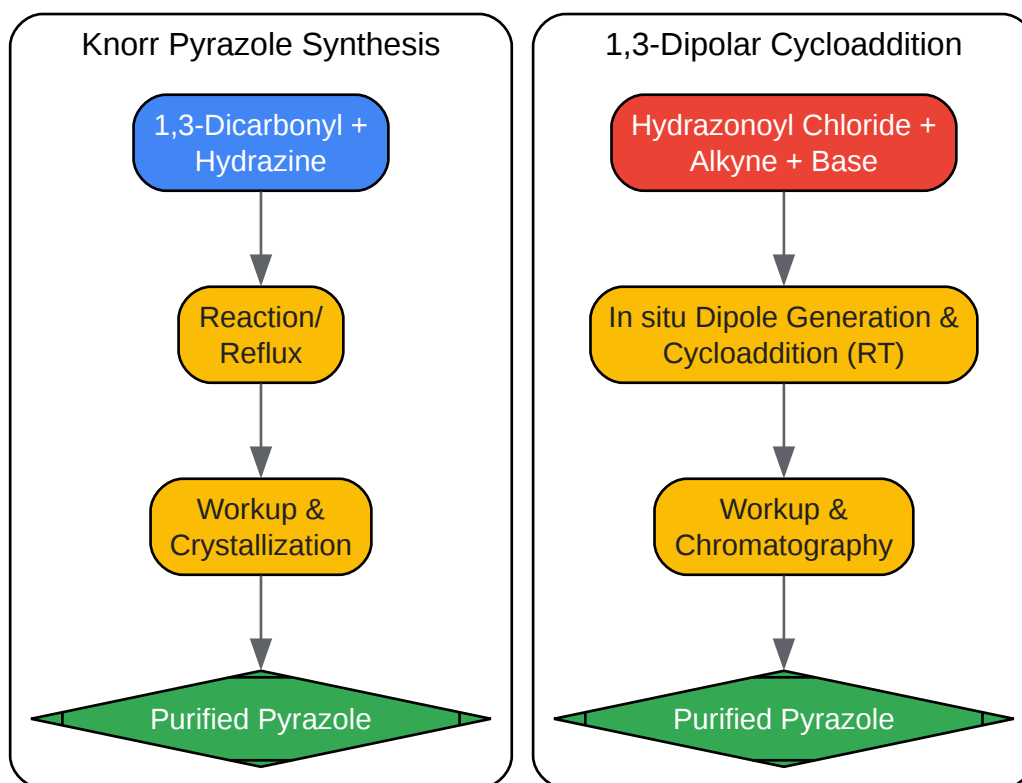 Knorr Pyrazole Synthesis
1,3-Dicarbonyl +
Hydrazine
Reaction/
Reflux
Workup &
Crystallization
Purified Pyrazole
1,3-Dipolar Cycloaddition
Hydrazonoyl Chloride +
Alkyne + Base
In situ Dipole Generation &
Cycloaddition (RT)
Workup &
Chromatography
Purified Pyrazole